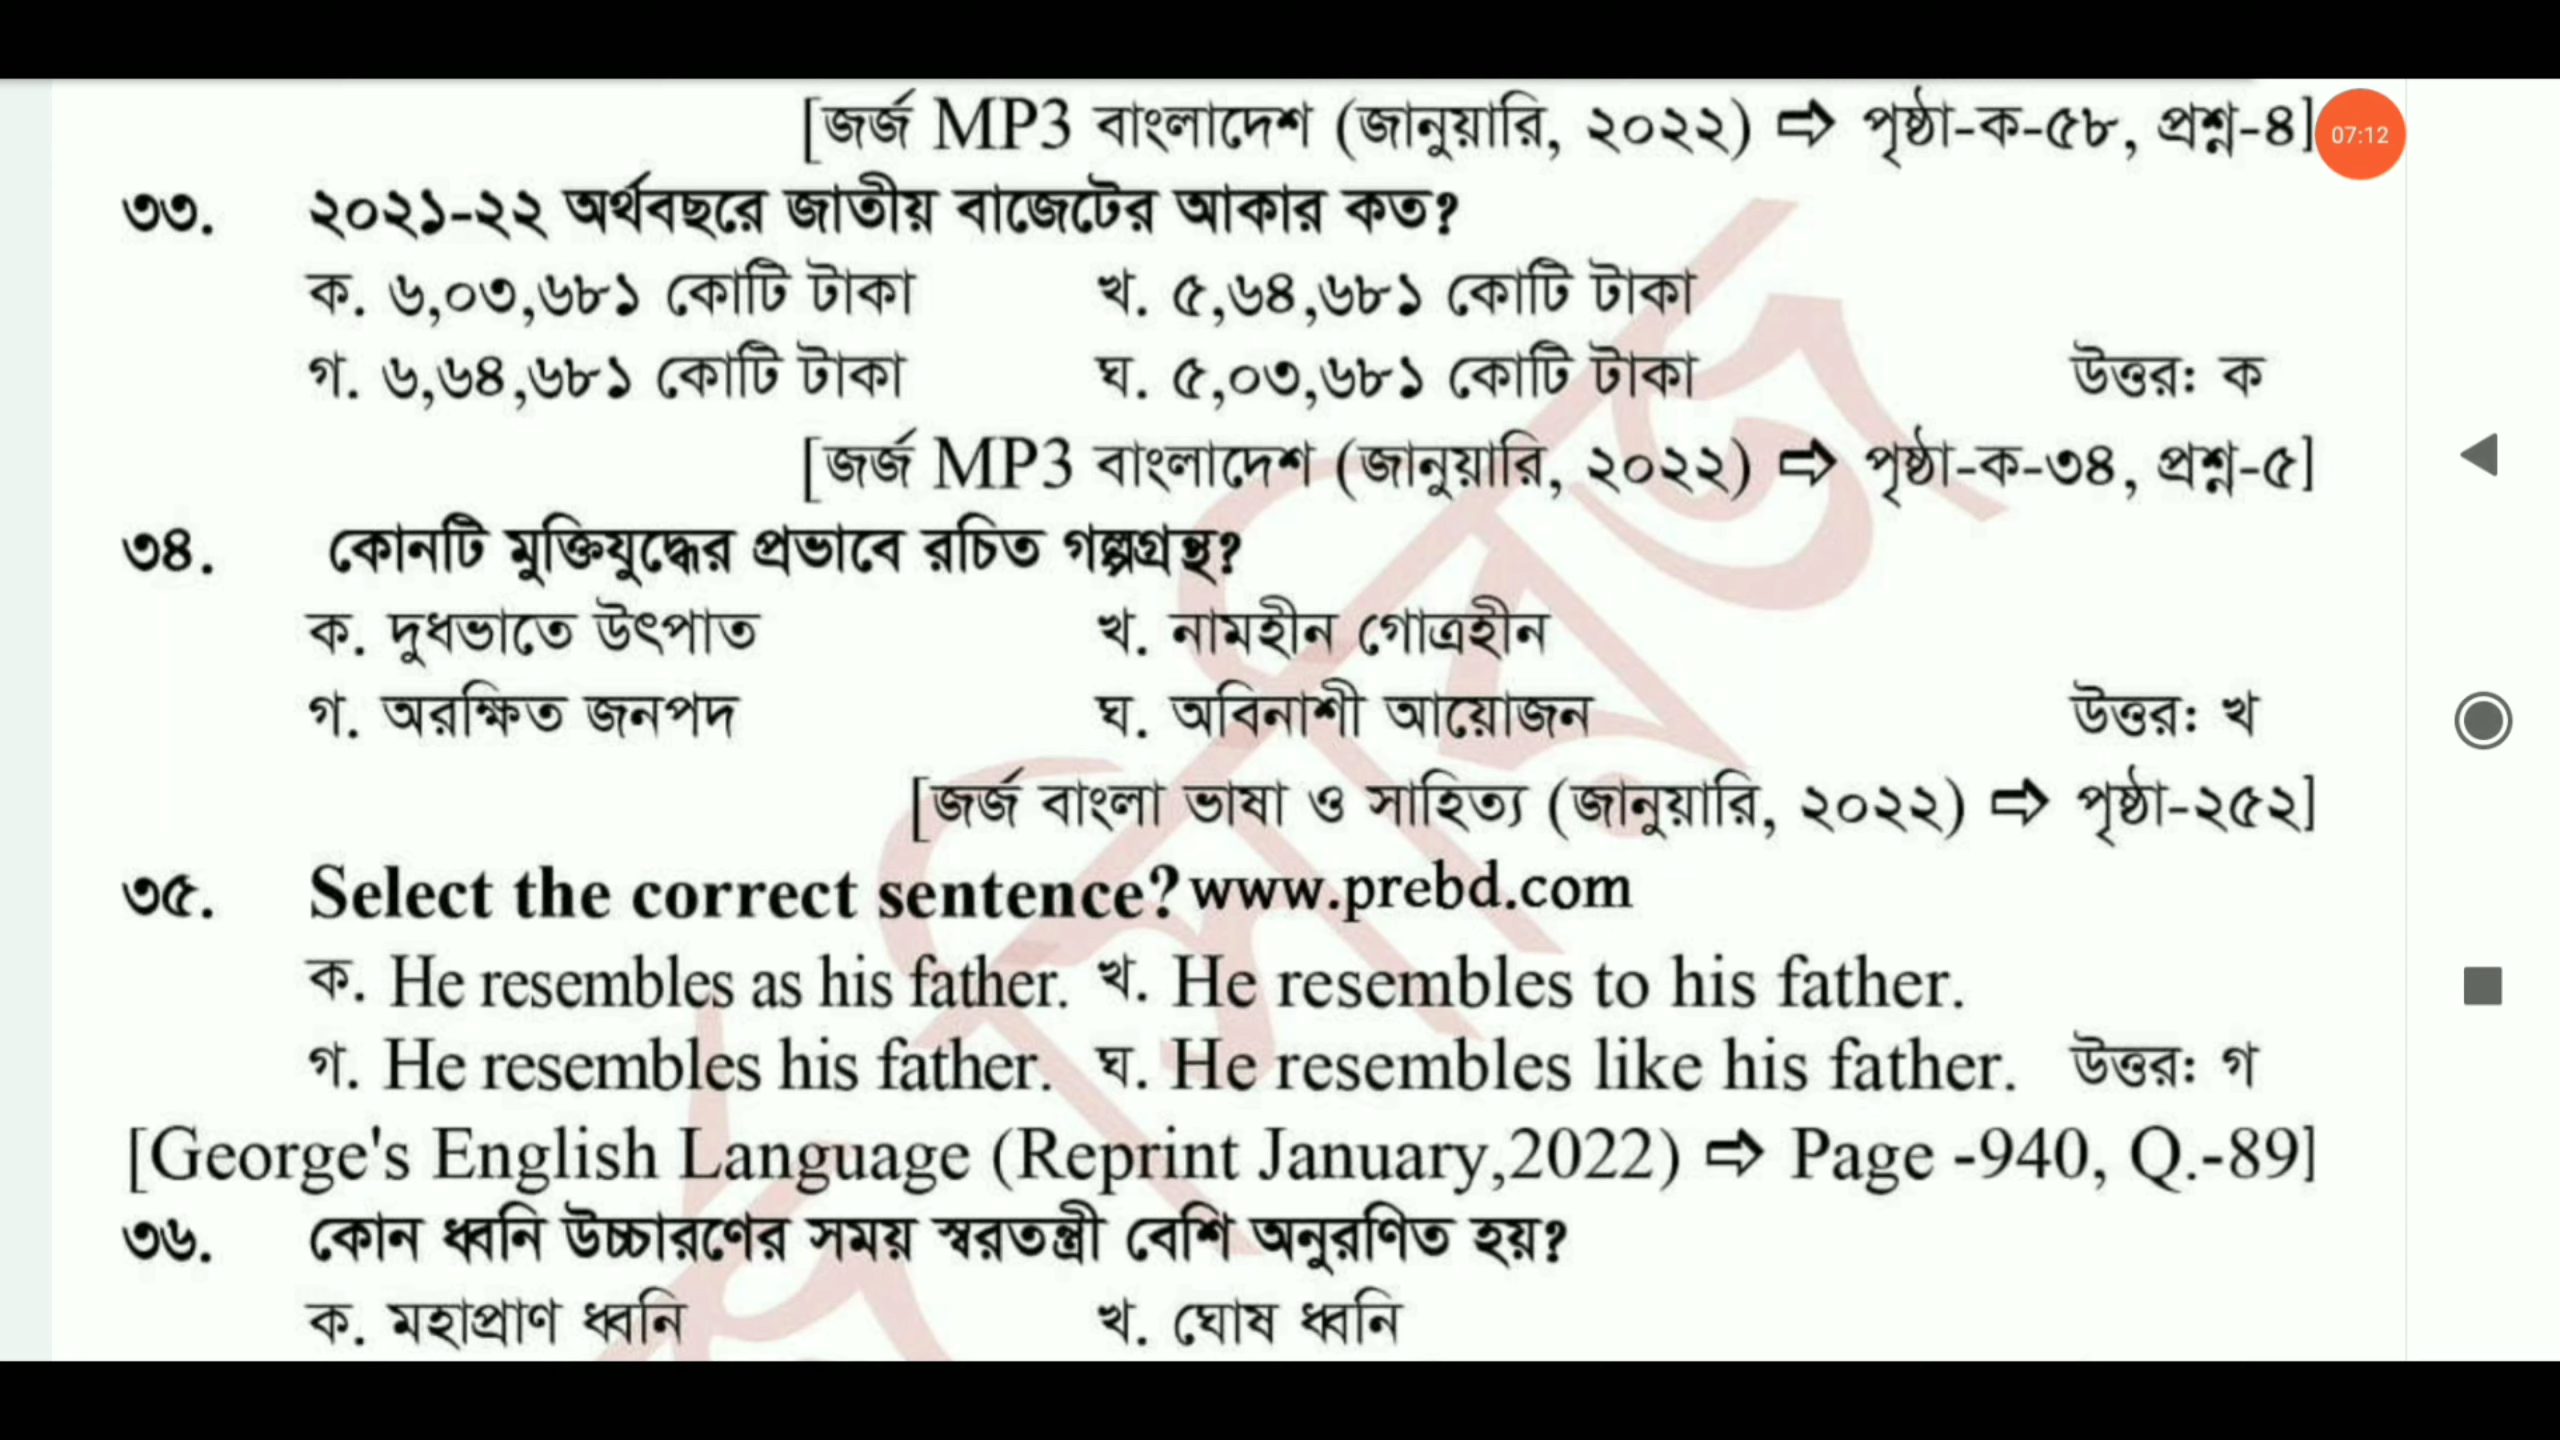 [জর্জ MP3 বাংলাদেশ (জানুয়ারি, ২০২২) ⇨ পৃষ্ঠা-ক-৫৮, প্রশ্ন-৪] 07:12
৩৩. ২০২১-২২ অর্থবছরে জাতীয় বাজেটের আকার কত?
ক. ৬,০৩,৬৮১ কোটি টাকা খ. ৫,৬৪,৬৮১ কোটি টাকা
গ. ৬,৬৪,৬৮১ কোটি টাকা ঘ. ৫,০৩,৬৮১ কোটি টাকা উত্তরঃ ক
[জর্জ MP3 বাংলাদেশ (জানুয়ারি, ২০২২) ⇨ পৃষ্ঠা-ক-৩৪, প্রশ্ন-৫]
৩৪. কোনটি মুক্তিযুদ্ধের প্রভাবে রচিত গল্পগ্রন্থ?
ক. দুধভাতে উৎপাত খ. নামহীন গোত্রহীন
গ. অরক্ষিত জনপদ ঘ. অবিনাশী আয়োজন উত্তরঃ খ
[জর্জ বাংলা ভাষা ও সাহিত্য (জানুয়ারি, ২০২২) ⇨ পৃষ্ঠা-২৫২]
৩৫. Select the correct sentence? www.prebd.com
ক. He resembles as his father. খ. He resembles to his father.
গ. He resembles his father. ঘ. He resembles like his father. উত্তরঃ গ
[George's English Language (Reprint January,2022) ⇨ Page -940, Q.-89]
৩৬. কোন ধ্বনি উচ্চারণের সময় স্বরতন্ত্রী বেশি অনুরণিত হয়?
ক. মহাপ্রাণ ধ্বনি খ. ঘোষ ধ্বনি